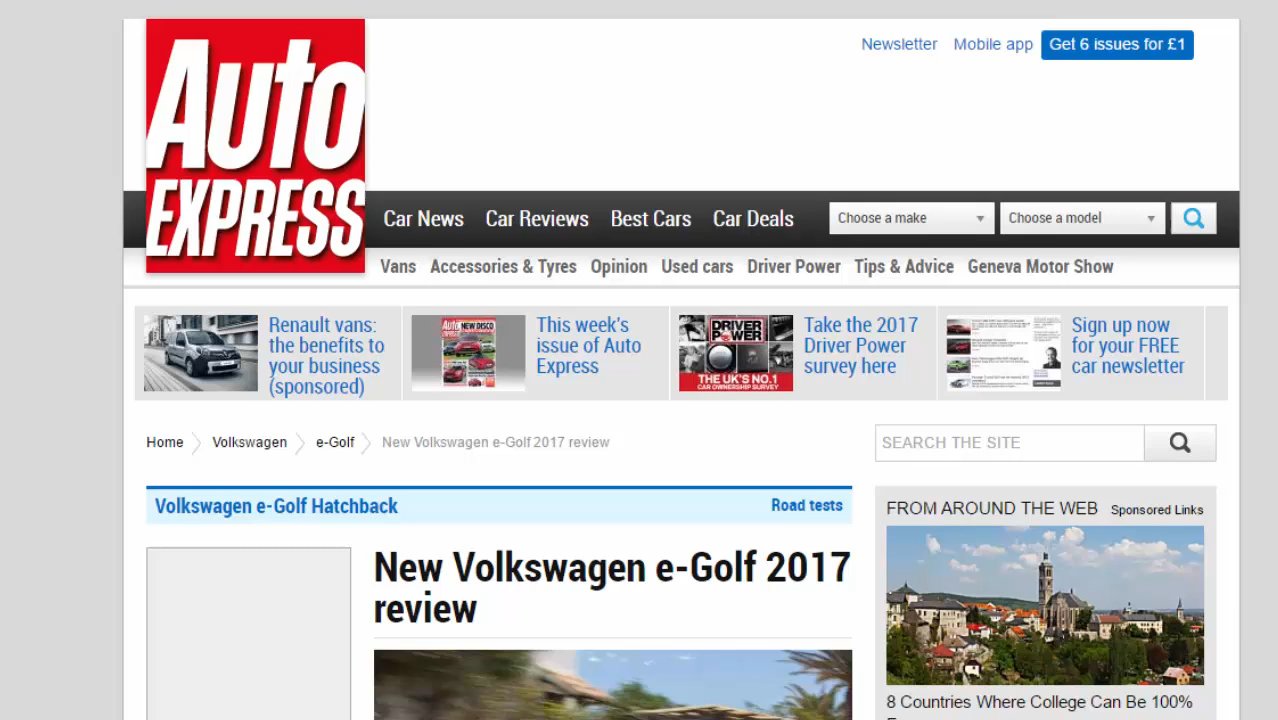 Newsletter Mobile app Get 6 issues for £1
Auto
EXPRESS
Car News Car Reviews Best Cars Car Deals Choose a make Choose a model
Vans Accessories & Tyres Opinion Used cars Driver Power Tips & Advice Geneva Motor Show
Renault vans:
the benefits to
your business
(sponsored)
NEW DISCO
This week's
issue of Auto
Express
DRIVER
POWER
THE UK'S NO.1
CAR OWNERSHIP SURVEY
Take the 2017
Driver Power
survey here
Sign up now
for your FREE
car newsletter
Home Volkswagen e-Golf New Volkswagen e-Golf 2017 review
SEARCH THE SITE
Volkswagen e-Golf Hatchback Road tests
FROM AROUND THE WEB Sponsored Links
New Volkswagen e-Golf 2017
review
8 Countries Where College Can Be 100%